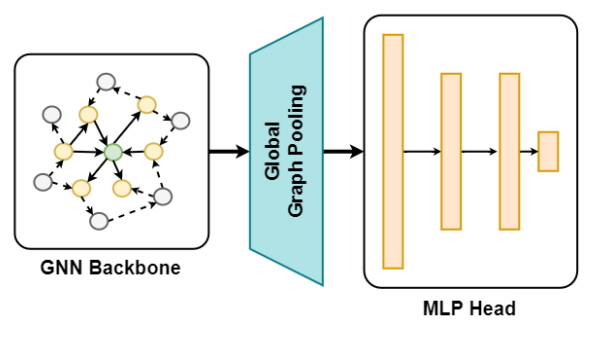 GNN Backbone
Global
Graph Pooling
MLP Head